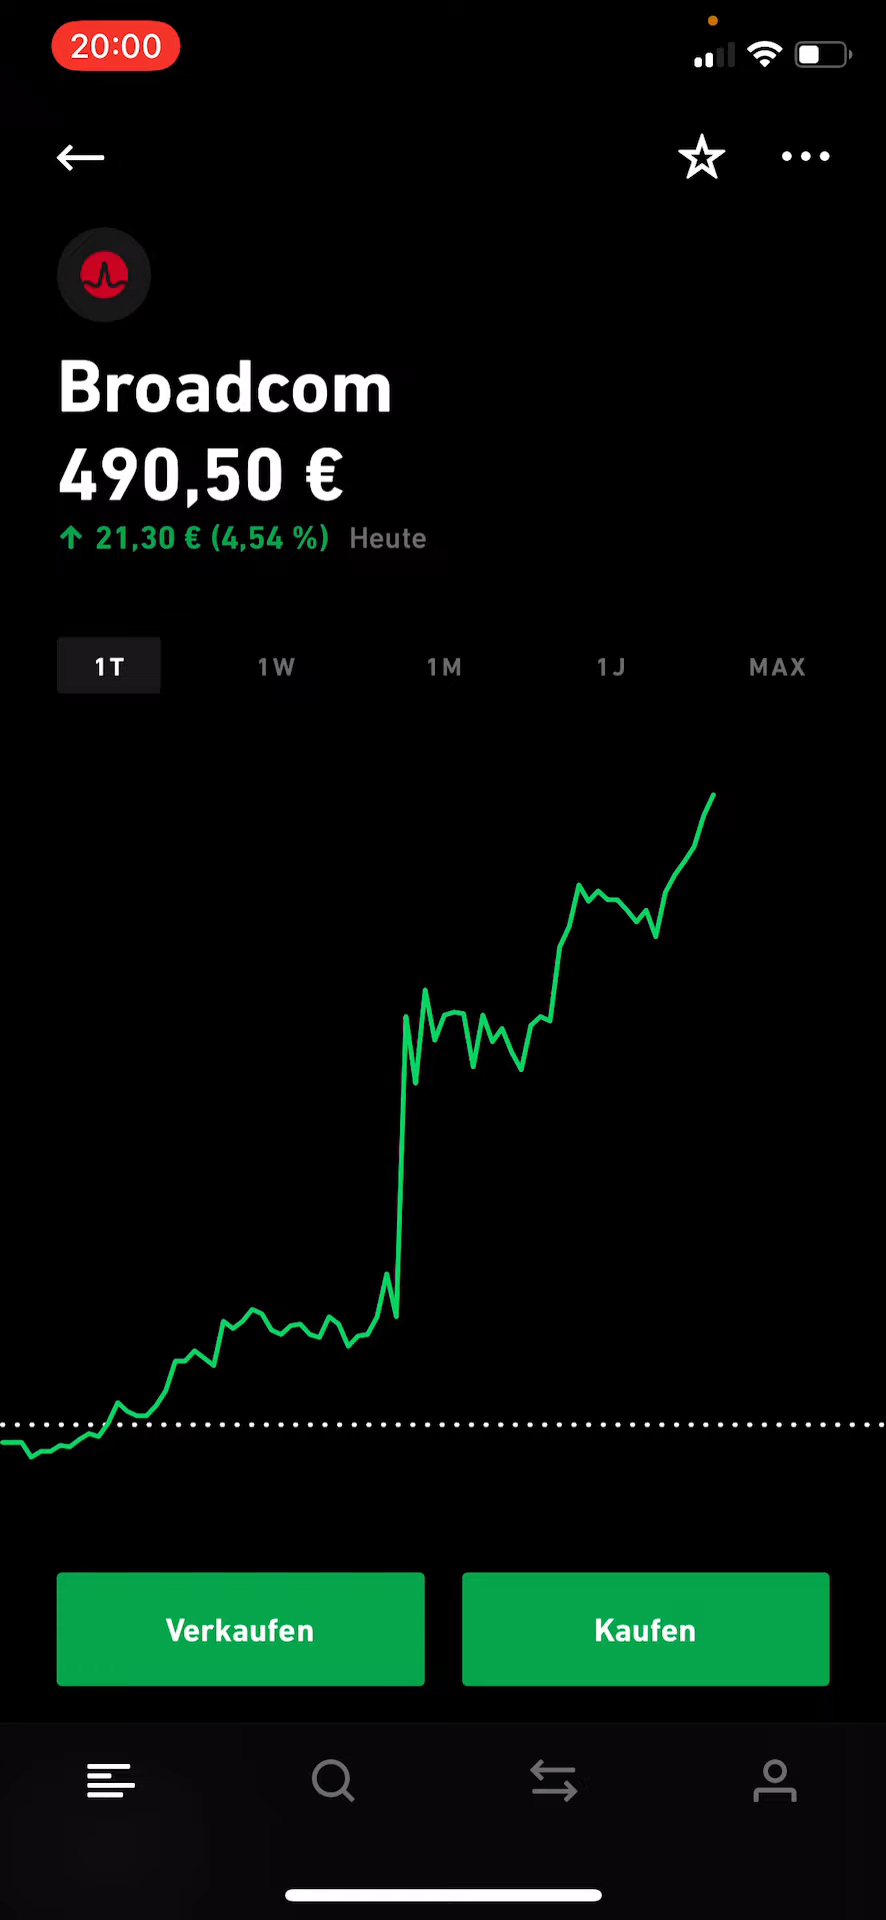 20:00
Broadcom
490,50 €
↑ 21,30 € (4,54 %) Heute
1T 1W 1M 1J MAX
Verkaufen Kaufen